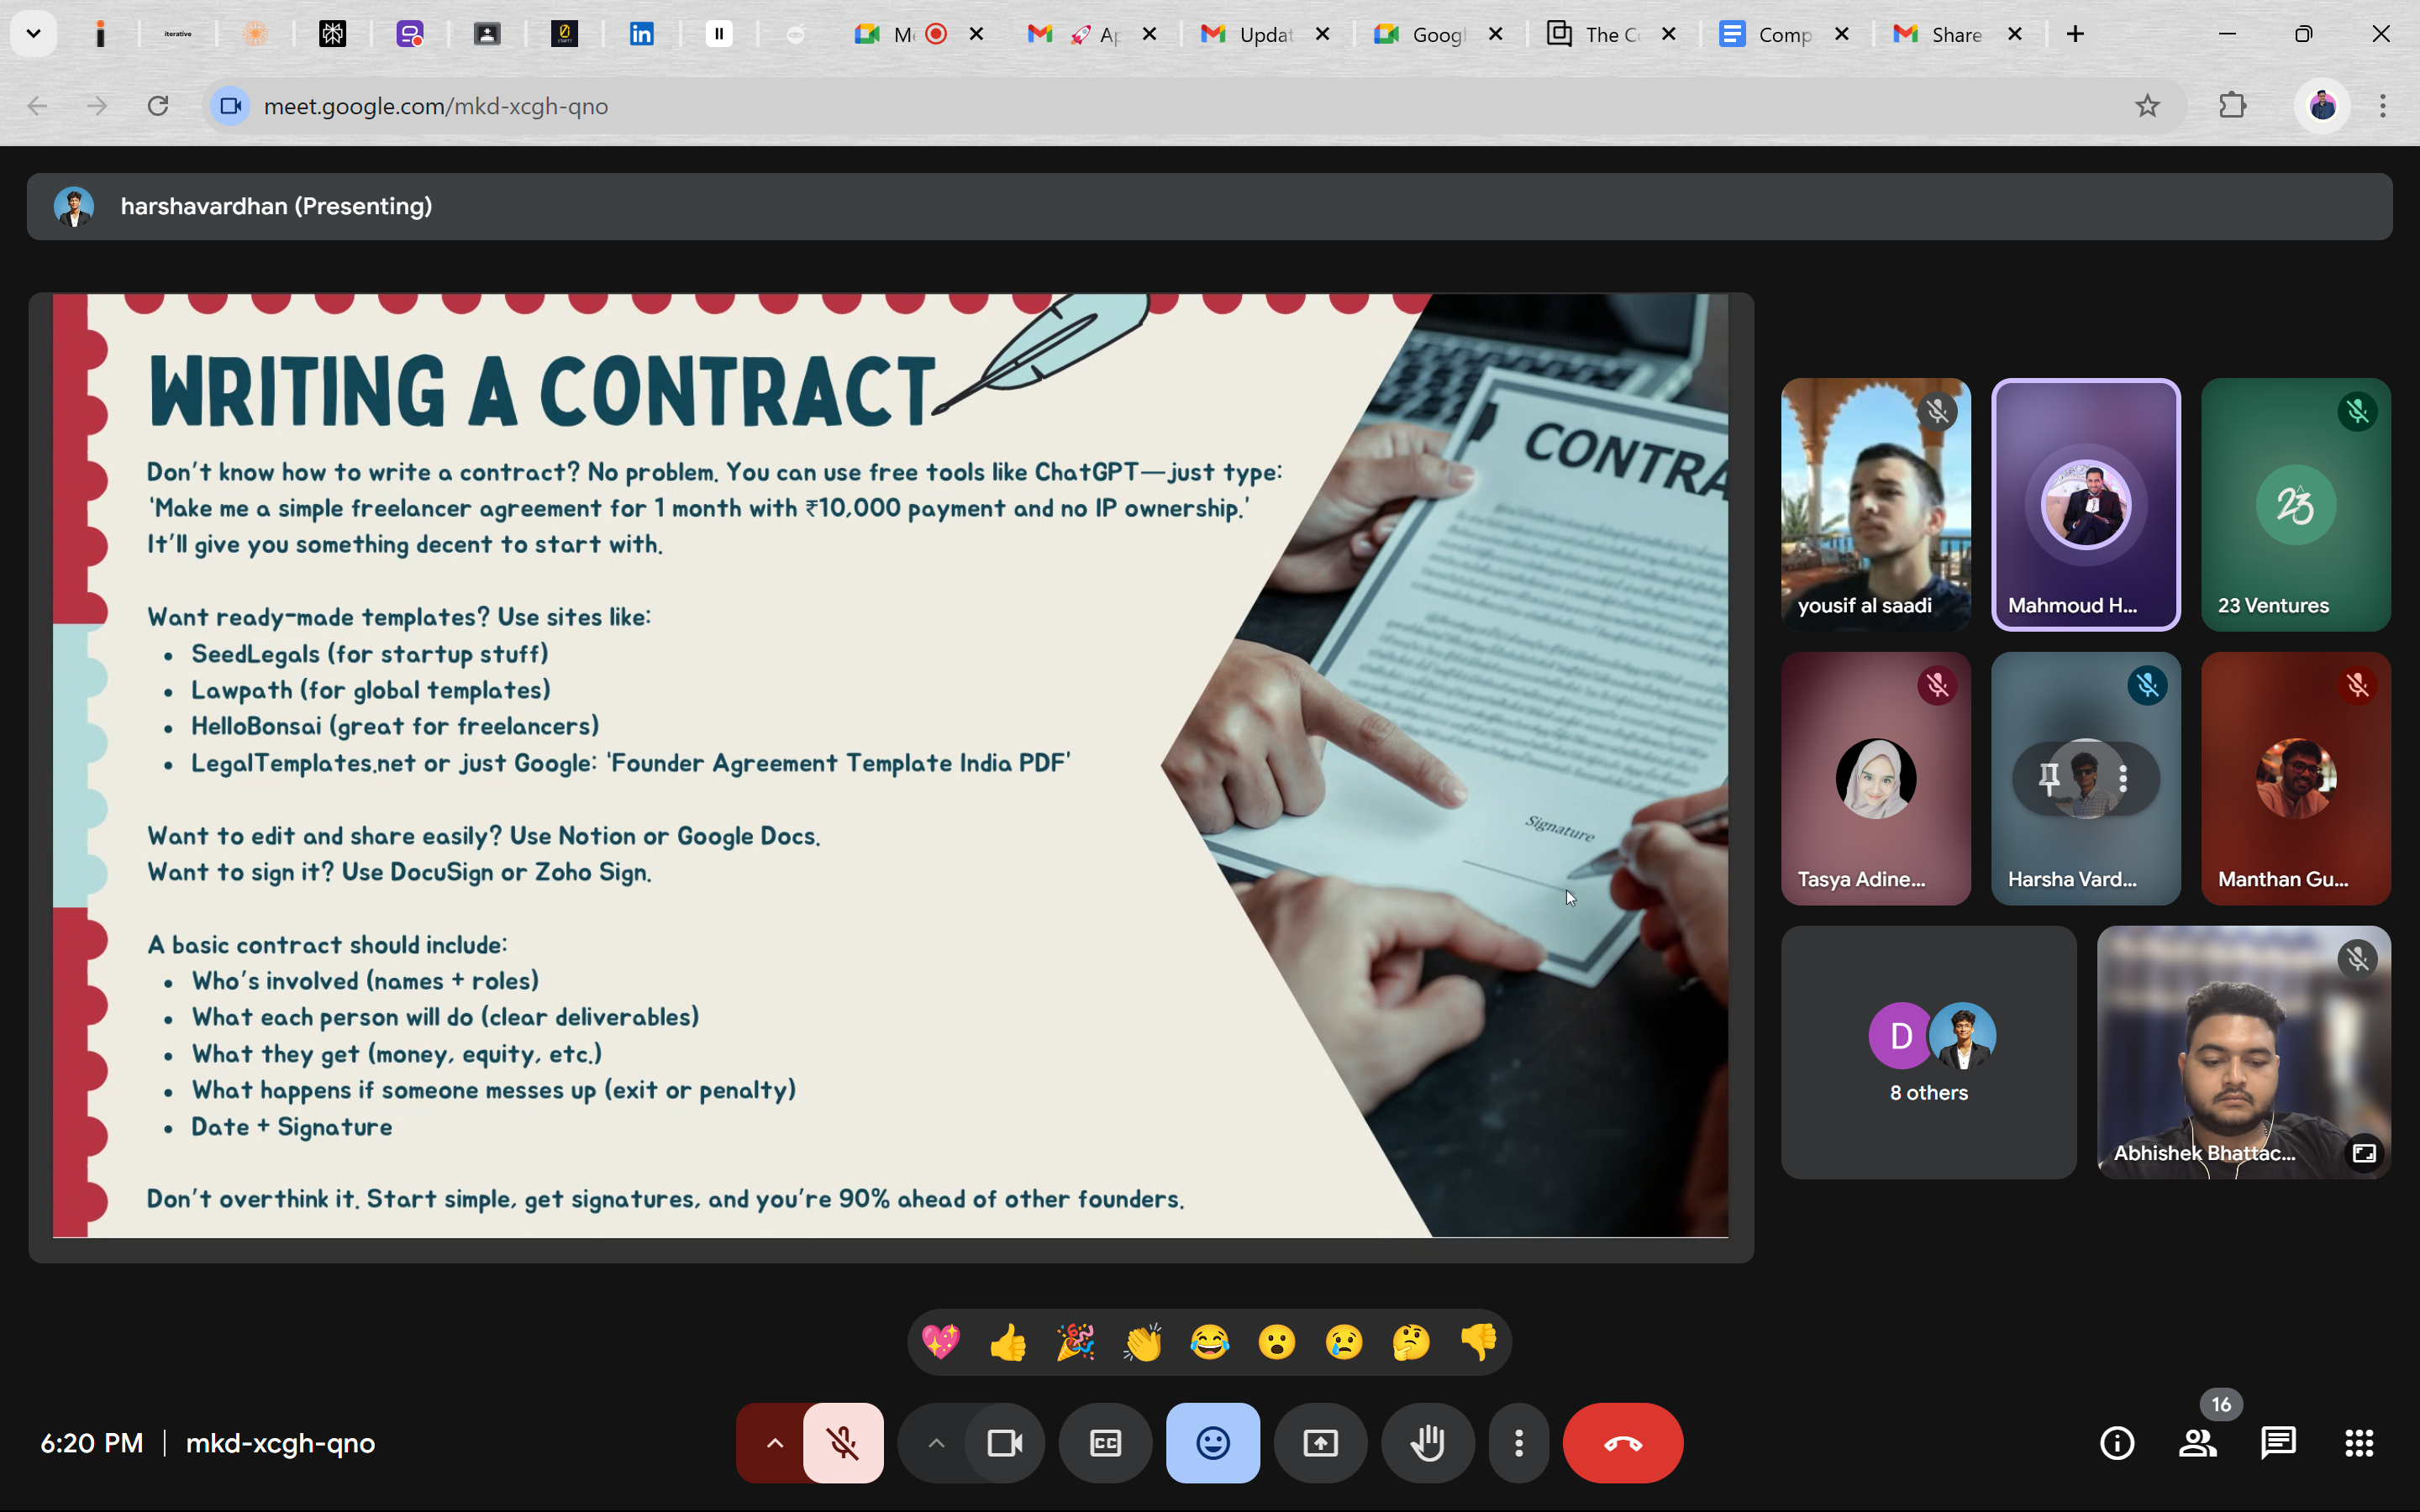 iterative
M
Ap
Updat
Googl
The C
Comp
Share
meet.google.com/mkd-xcgh-qno
harshavardhan (Presenting)
WRITING A CONTRACT
Don't know how to write a contract? No problem. You can use free tools like ChatGPT—just type:
'Make me a simple freelancer agreement for 1 month with ₹10,000 payment and no IP ownership.'
It'll give you something decent to start with.
Want ready-made templates? Use sites like:
• SeedLegals (for startup stuff)
• Lawpath (for global templates)
• HelloBonsai (great for freelancers)
• LegalTemplates.net or just Google: 'Founder Agreement Template India PDF'
Want to edit and share easily? Use Notion or Google Docs.
Want to sign it? Use DocuSign or Zoho Sign.
A basic contract should include:
• Who's involved (names + roles)
• What each person will do (clear deliverables)
• What they get (money, equity, etc.)
• What happens if someone messes up (exit or penalty)
• Date + Signature
Don't overthink it. Start simple, get signatures, and you're 90% ahead of other founders.
CONTRA
Signature
yousif al saadi
Mahmoud H...
23
23 Ventures
Tasya Adine...
Harsha Vard...
Manthan Gu...
D
8 others
Abhishek Bhattac...
6:20 PM | mkd-xcgh-qno
CC
16